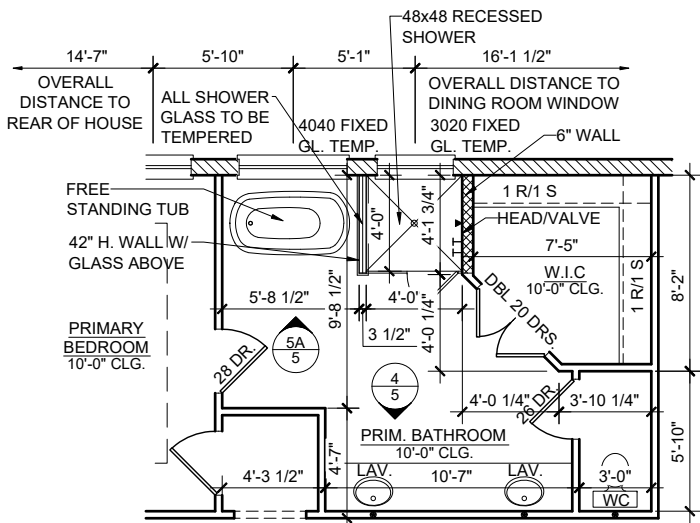 48x48 RECESSED
SHOWER
14'-7"
5'-10"
5'-1"
16'-1 1/2"
OVERALL
DISTANCE TO
REAR OF HOUSE
ALL SHOWER
GLASS TO BE
TEMPERED
4040 FIXED
GL. TEMP.
OVERALL DISTANCE TO
DINING ROOM WINDOW
3020 FIXED
GL. TEMP.
6" WALL
FREE
STANDING TUB
42" H. WALL W/
GLASS ABOVE
4'-0"
4'-1 3/4"
TT
HEAD/VALVE
1 R/1 S
7'-5"
W.I.C
10'-0" CLG.
1 R/1 S
8'-2"
5'-8 1/2"
9'-8 1/2"
4'-0"
3 1/2"
4'-0 1/4"
DBL 20 DRS.
PRIMARY
BEDROOM
10'-0" CLG.
28 DR.
5A
5
4
5
4'-0 1/4"
26 DR.
3'-10 1/4"
PRIM. BATHROOM
10'-0" CLG.
5'-10"
4'-3 1/2"
4'-7"
LAV.
10'-7"
LAV.
3'-0"
WC